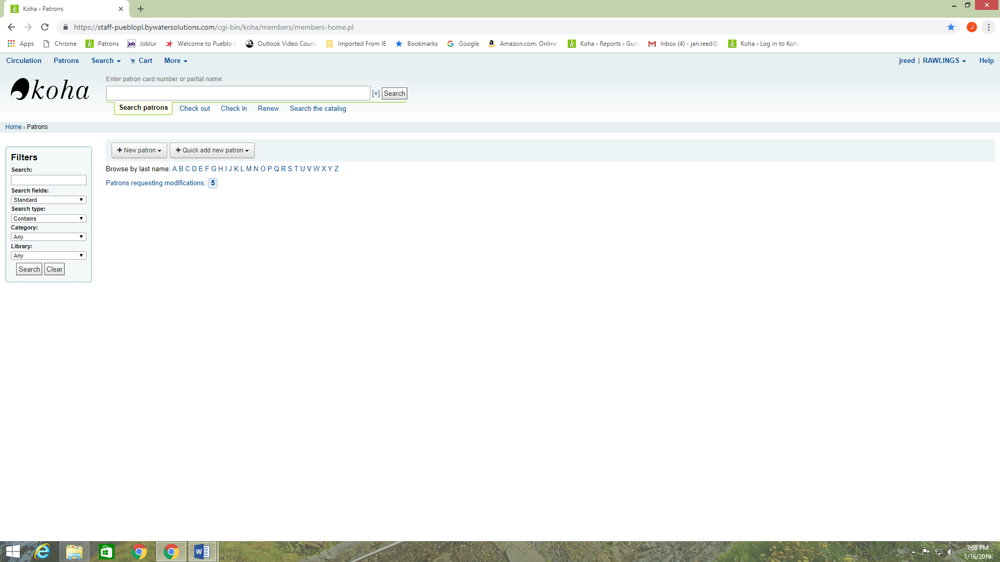 Koha › Patrons
https://staff-pueblopl.bywatersolutions.com/cgi-bin/koha/members/members-home.pl
J
Apps Chrome Patrons Joblur Welcome to Pueblo Outlook Video Cours Imported From IE Bookmarks Google Amazon.com: Online Koha › Reports › Guid Inbox (4) - jan.reed@ Koha › Log in to Koha
Circulation Patrons Search Cart More jreed | RAWLINGS Help
koha
Enter patron card number or partial name:
[+] Search
Search patrons Check out Check in Renew Search the catalog
Home › Patrons
New patron Quick add new patron
Browse by last name: A B C D E F G H I J K L M N O P Q R S T U V W X Y Z
Patrons requesting modifications: 5
Filters
Search:
Search fields:
Standard
Search type:
Contains
Category:
Any
Library:
Any
Search Clear
7:08 PM
1/16/2019